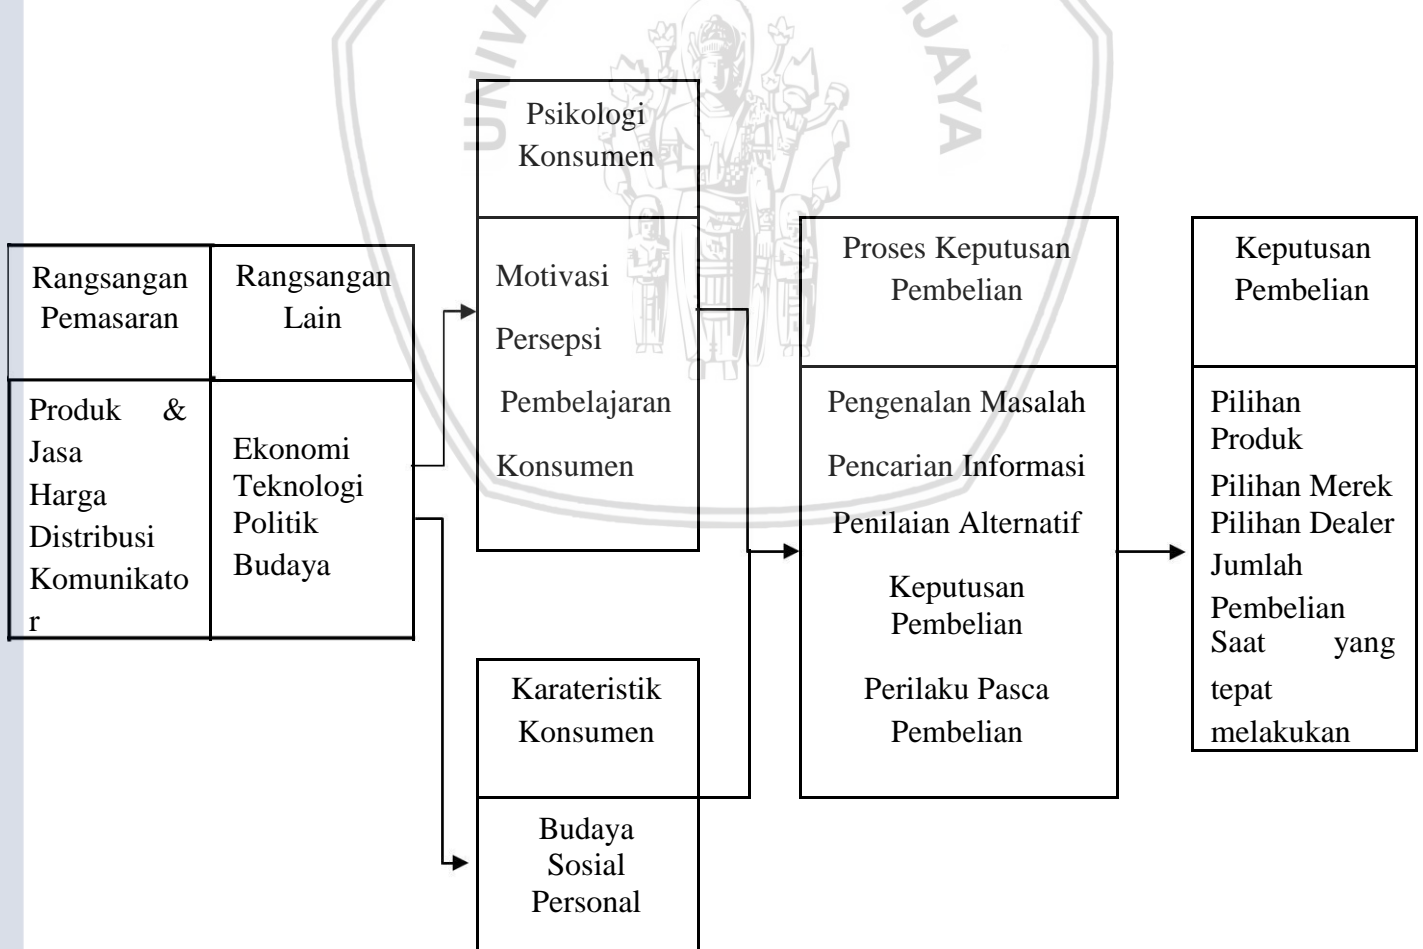 UNIVE
IJAYA
Psikologi
Konsumen
Motivasi
Persepsi
Pembelajaran
Konsumen
Rangsangan
Pemasaran
Rangsangan
Lain
Produk &
Jasa
Harga
Distribusi
Komunikato
r
Ekonomi
Teknologi
Politik
Budaya
Karateristik
Konsumen
Budaya
Sosial
Personal
Proses Keputusan
Pembelian
Pengenalan Masalah
Pencarian Informasi
Penilaian Alternatif
Keputusan
Pembelian
Perilaku Pasca
Pembelian
Keputusan
Pembelian
Pilihan
Produk
Pilihan Merek
Pilihan Dealer
Jumlah
Pembelian
Saat yang
tepat
melakukan